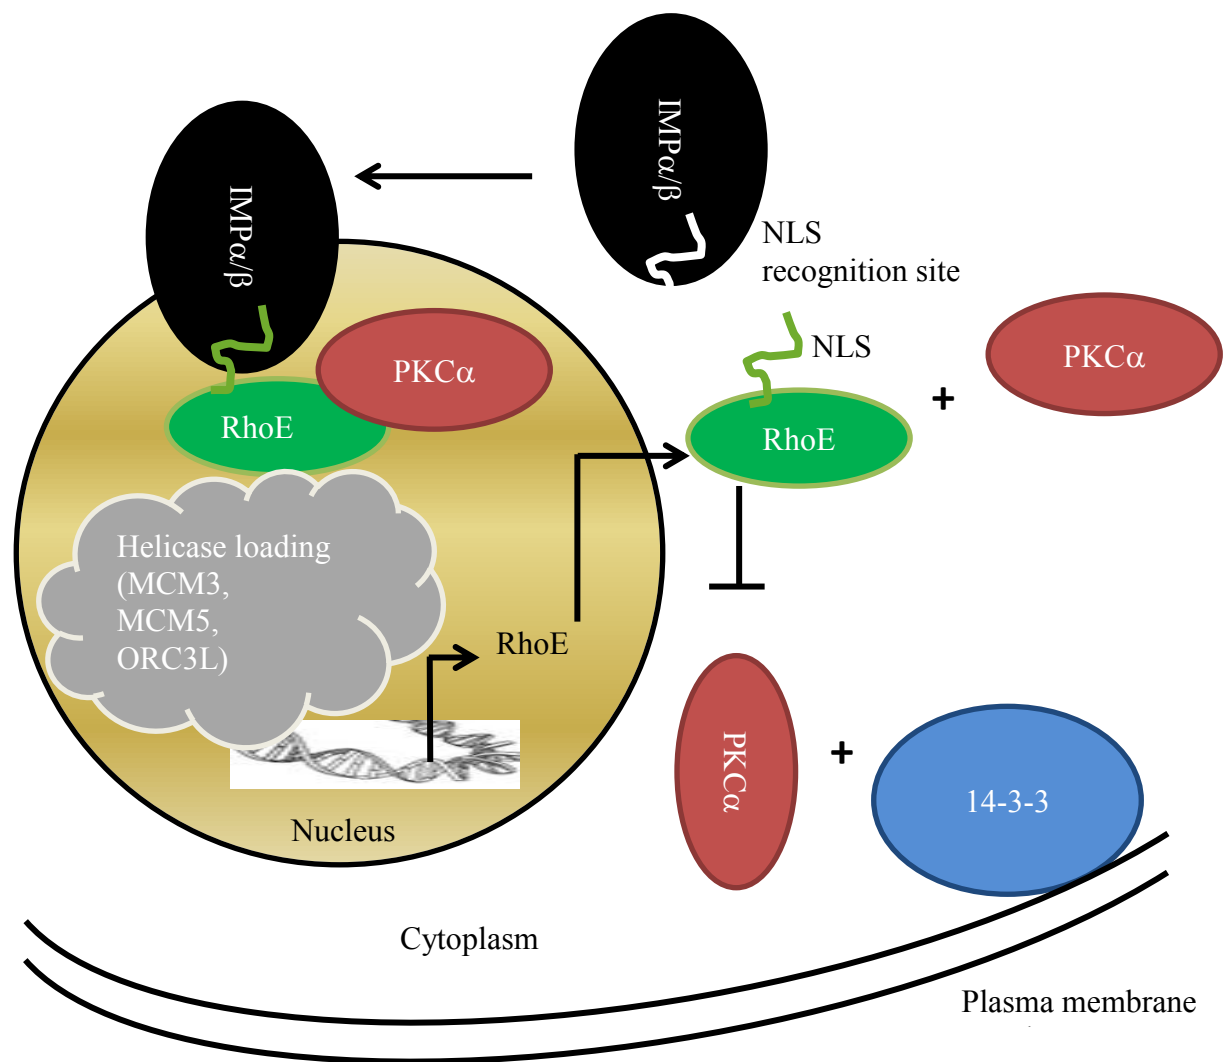 IMPα/β
IMPα/β
NLS
recognition site
NLS
PKCα
+
RhoE
PKCα
RhoE
Helicase loading
(MCM3,
MCM5,
ORC3L)
RhoE
PKCα
+
14-3-3
Nucleus
Cytoplasm
Plasma membrane